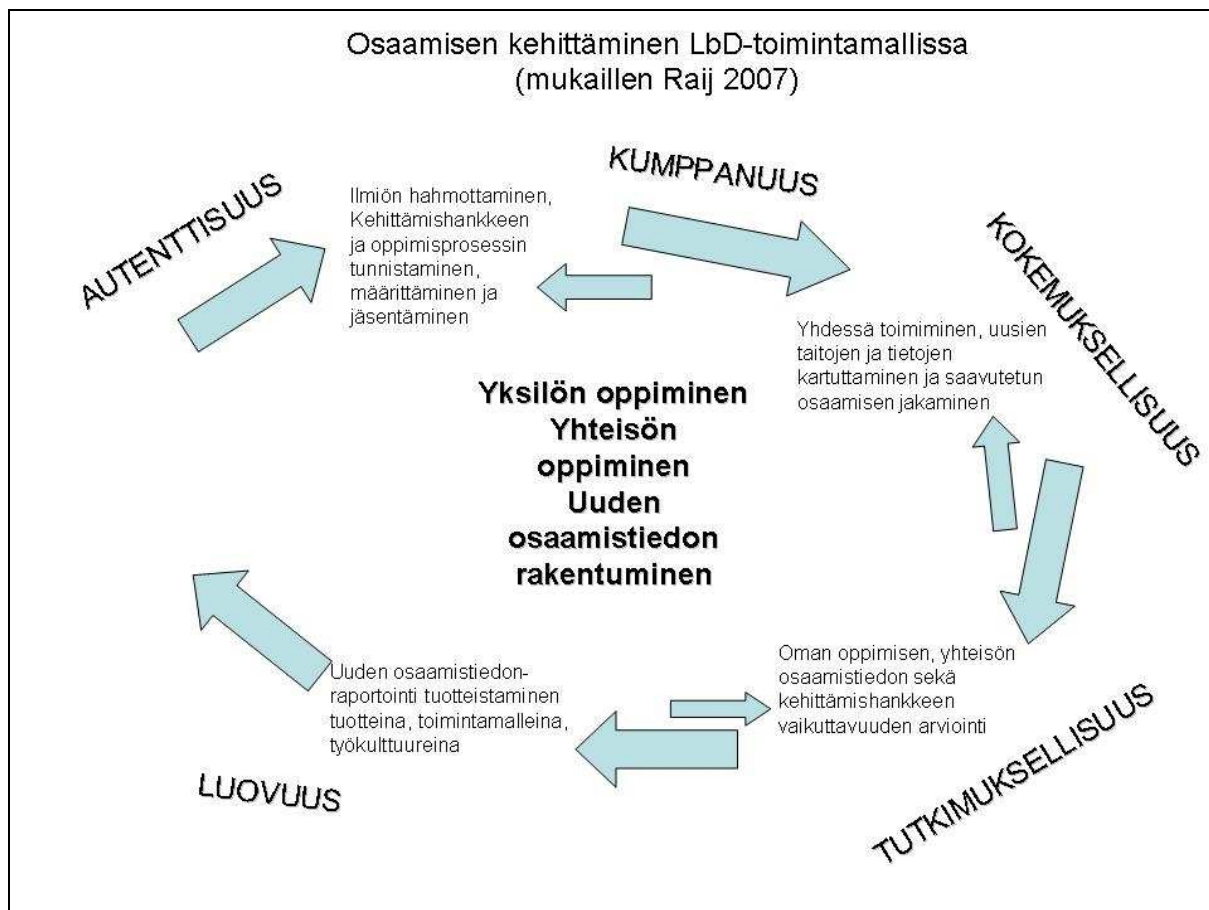 Osaamisen kehittäminen LbD-toimintamallissa
(mukaillen Raij 2007)
KUMPPANUUS
AUTENTTISUUS
Ilmiön hahmottaminen,
Kehittämishankkeen
ja oppimisprosessin
tunnistaminen,
määrittäminen ja
jäsentäminen
KOKEMUKSELLISUUS
Yhdessä toimiminen, uusien
taitojen ja tietojen
kartuttaminen ja saavutetun
osaamisen jakaminen
Yksilön oppiminen
Yhteisön
oppiminen
Uuden
osaamistiedon
rakentuminen
Oman oppimisen, yhteisön
osaamistiedon sekä
kehittämishankkeen
vaikuttavuuden arviointi
TUTKIMUKSELLISUUS
Uuden osaamistiedon-
raportointi tuotteistaminen
tuotteina, toimintamalleina,
työkulttuureina
LUOVUUS